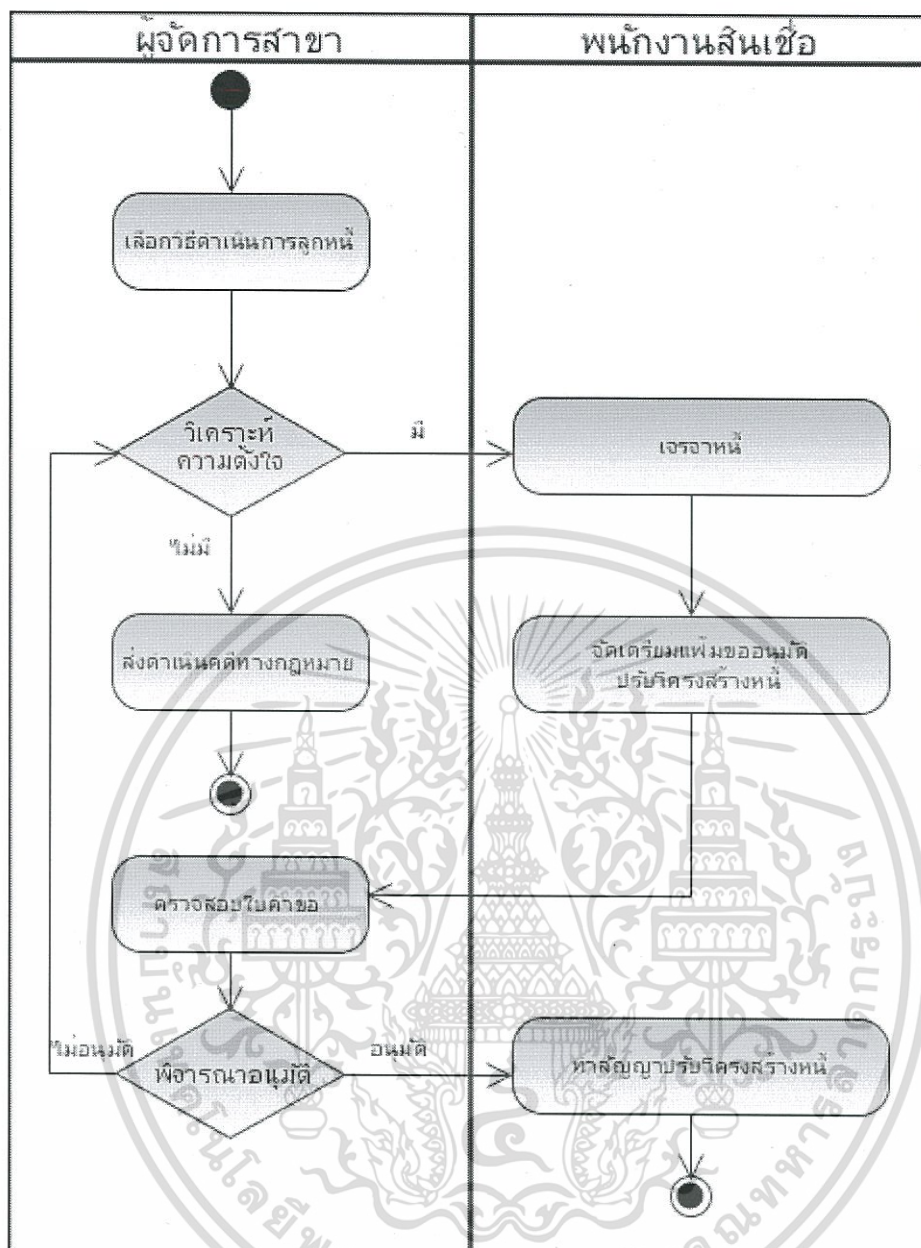 ผู้จัดการสาขา
พนักงานสินเชื่อ
เลือกวิธีดำเนินการลูกหนี้
วิเคราะห์
ความตั้งใจ
มี
เจรจาหนี้
ไม่มี
ส่งดำเนินคดีทางกฎหมาย
จัดเตรียมแฟ้มขออนุมัติ
ปรับโครงสร้างหนี้
ตรวจสอบใบคำขอ
ไม่อนุมัติ
พิจารณาอนุมัติ
อนุมัติ
ทำสัญญาปรับโครงสร้างหนี้